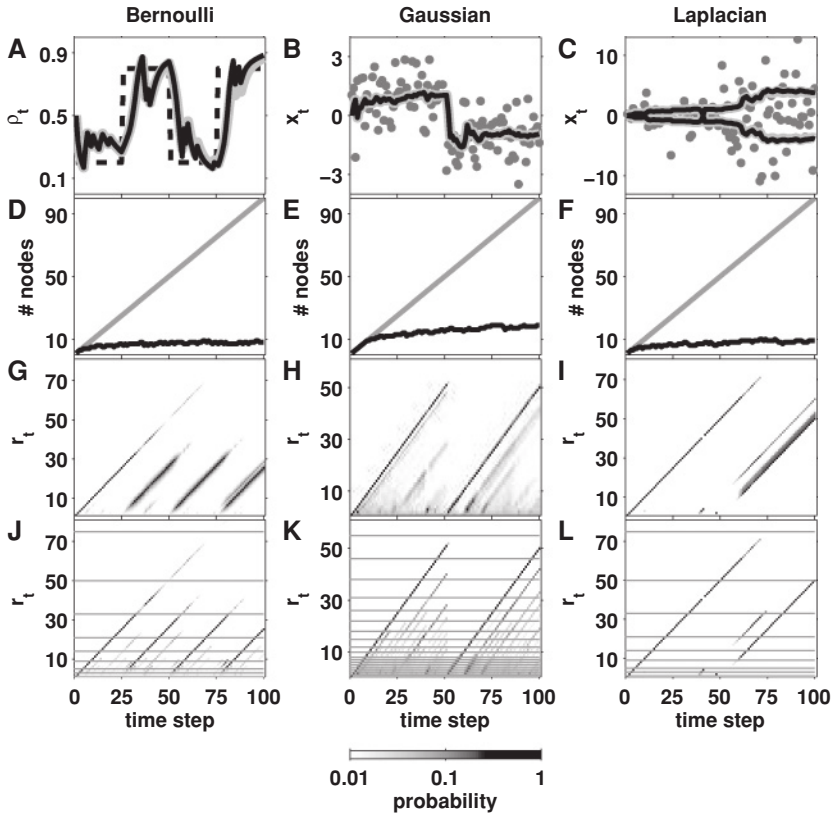 Bernoulli Gaussian Laplacian
A B C
0.9 0.5 0.1 ρt
3 0 −3 xt
10 0 −10 xt
D E F
90 50 10 # nodes
90 50 10 # nodes
90 50 10 # nodes
G H I
70 50 30 10 rt
50 30 10 rt
70 50 30 10 rt
J K L
70 50 30 10 rt
50 30 10 rt
70 50 30 10 rt
0 25 50 75 100 0 25 50 75 100 0 25 50 75 100
time step time step time step
0.01 0.1 1
probability